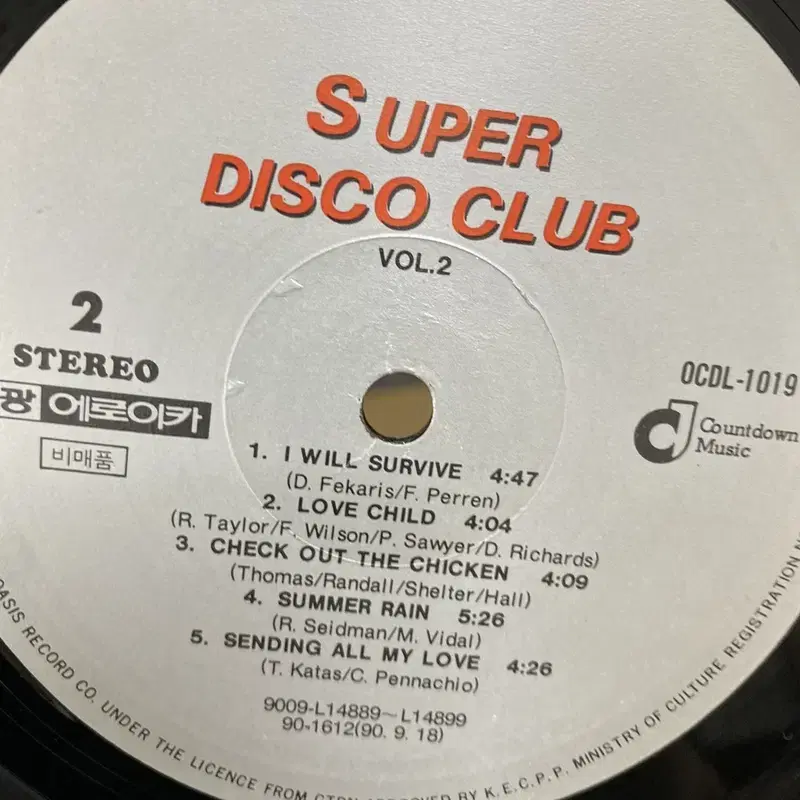 SUPER
DISCO CLUB
VOL.2
2
STEREO
광 에로이카
비매품
OCDL-1019
Countdown
Music
1. I WILL SURVIVE 4:47
(D. Fekaris/F. Perren)
2. LOVE CHILD 4:04
(R. Taylor/F. Wilson/P. Sawyer/D. Richards)
3. CHECK OUT THE CHICKEN 4:09
(Thomas/Randall/Shelter/Hall)
4. SUMMER RAIN 5:26
(R. Seidman/M. Vidal)
5. SENDING ALL MY LOVE 4:26
(T. Katas/C. Pennachio)
9009-L14889~L14899
90-1612(90. 9. 18)
OASIS RECORD CO. UNDER THE LICENCE FROM BY K.E.C.P.P. MINISTRY OF CULTURE REGISTRATION